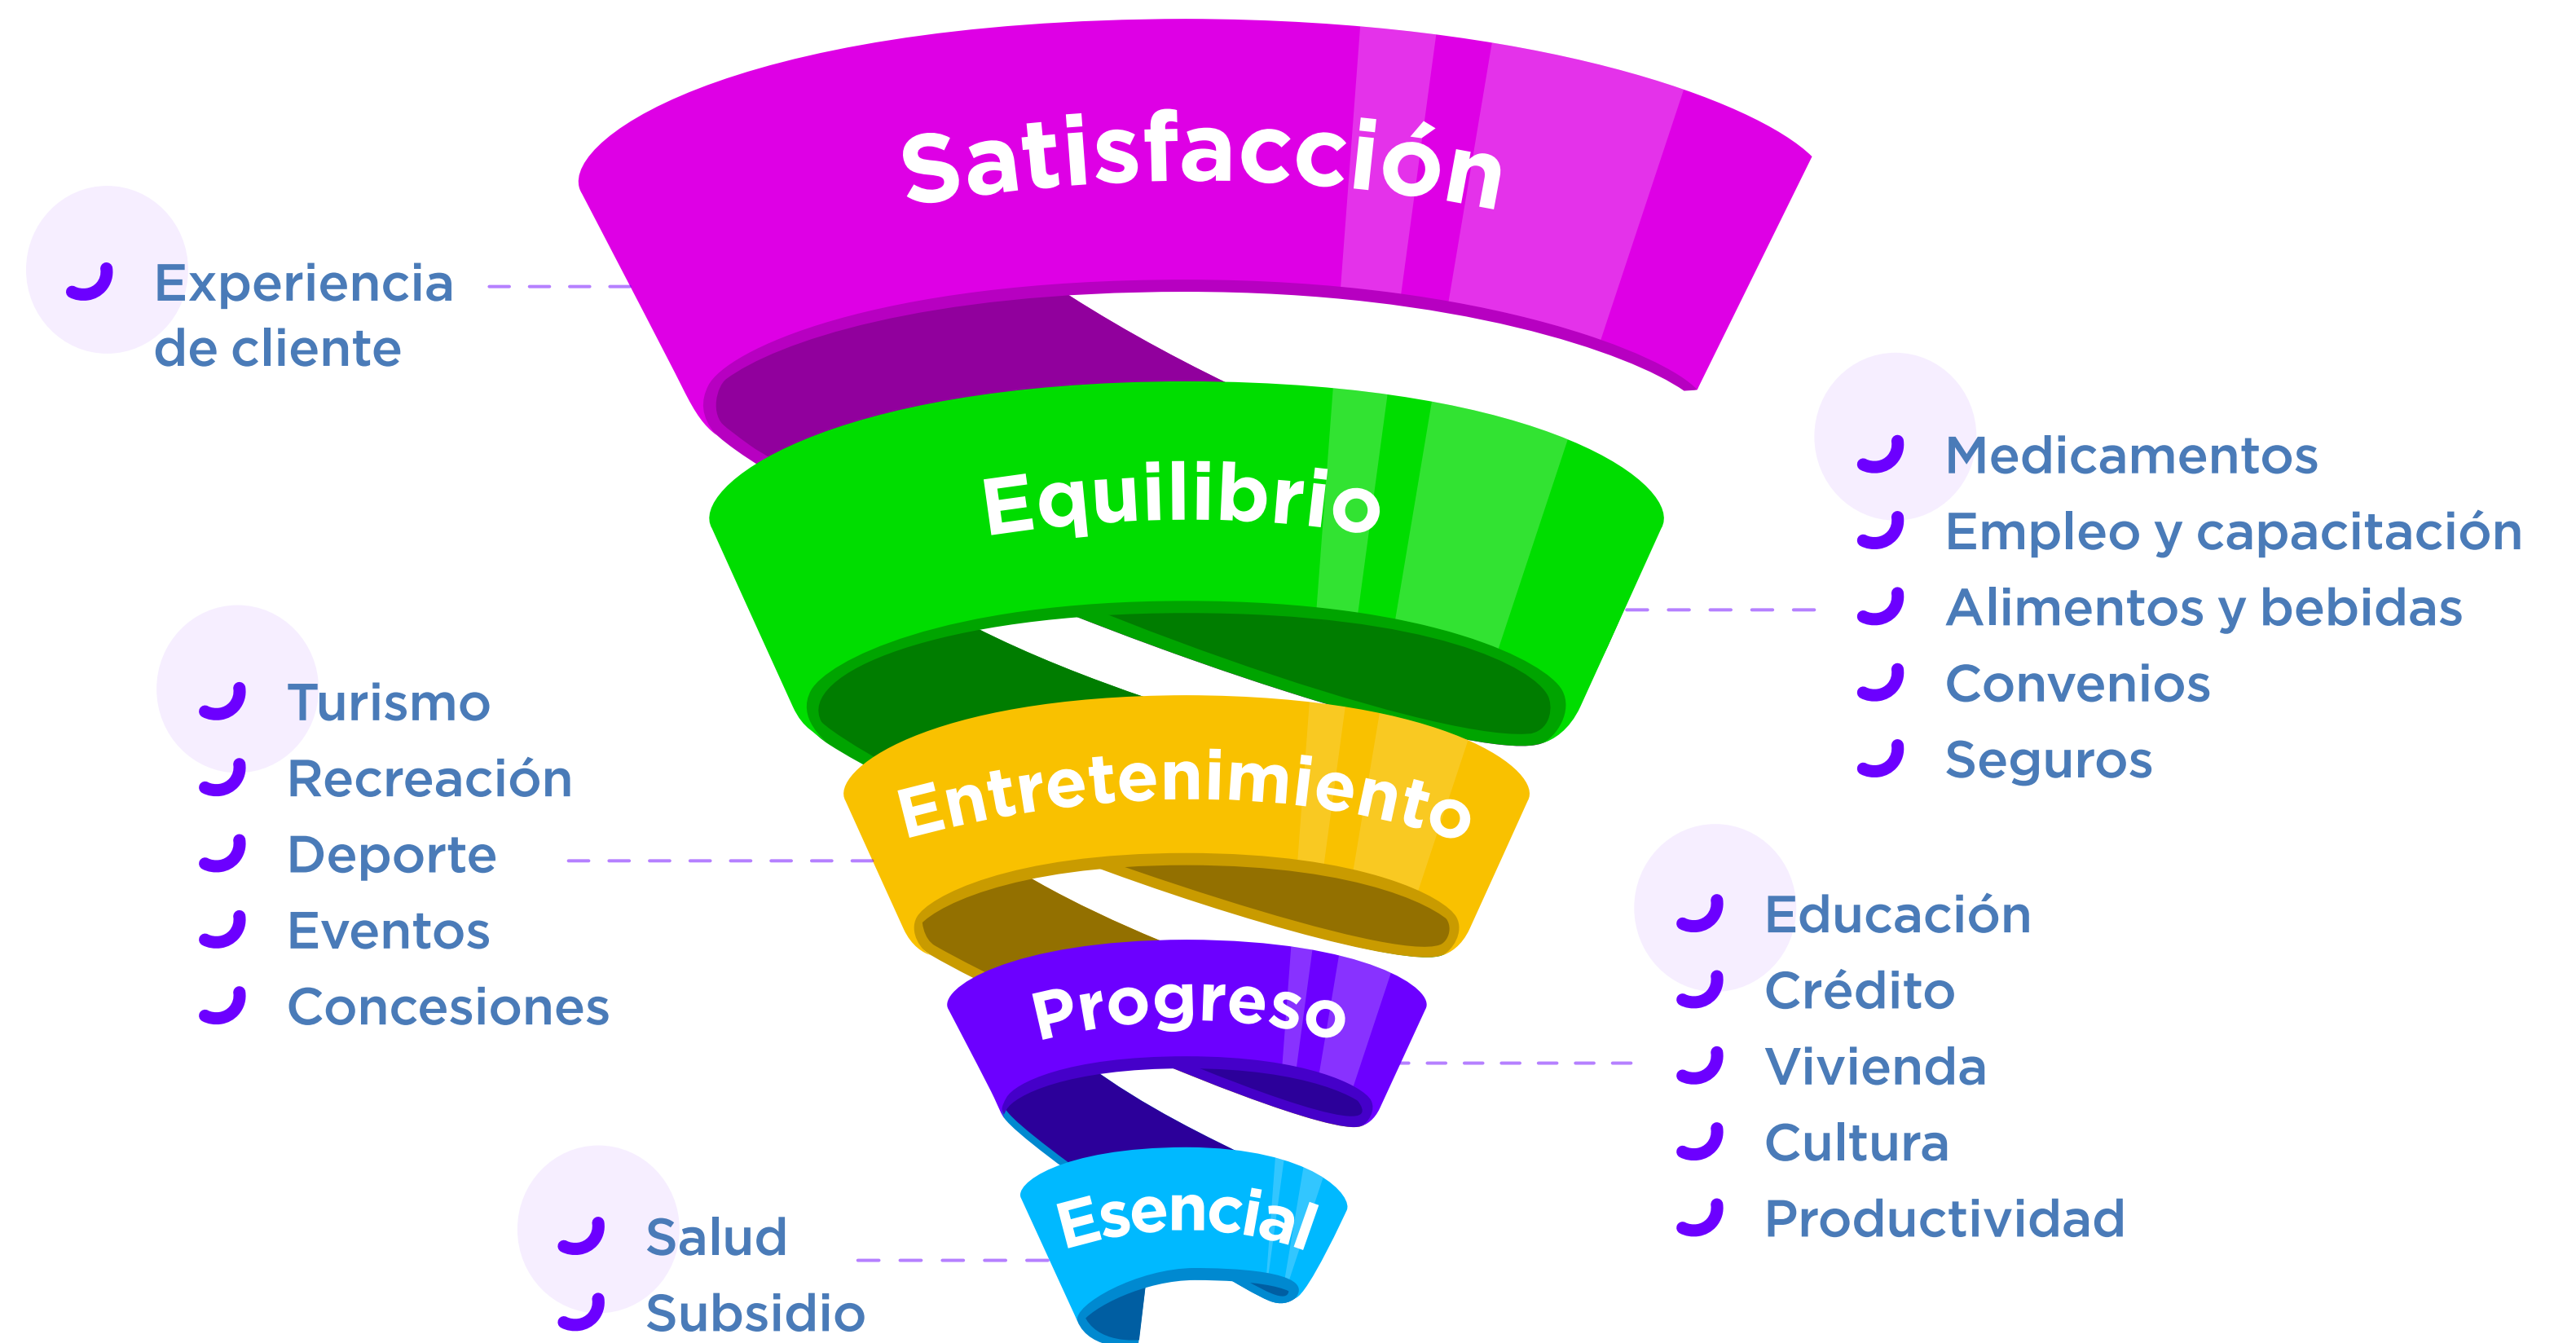 Satisfacción
Experiencia
de cliente
Equilibrio
Medicamentos
Empleo y capacitación
Alimentos y bebidas
Convenios
Seguros
Entretenimiento
Turismo
Recreación
Deporte
Eventos
Concesiones
Progreso
Educación
Crédito
Vivienda
Cultura
Productividad
Esencial
Salud
Subsidio